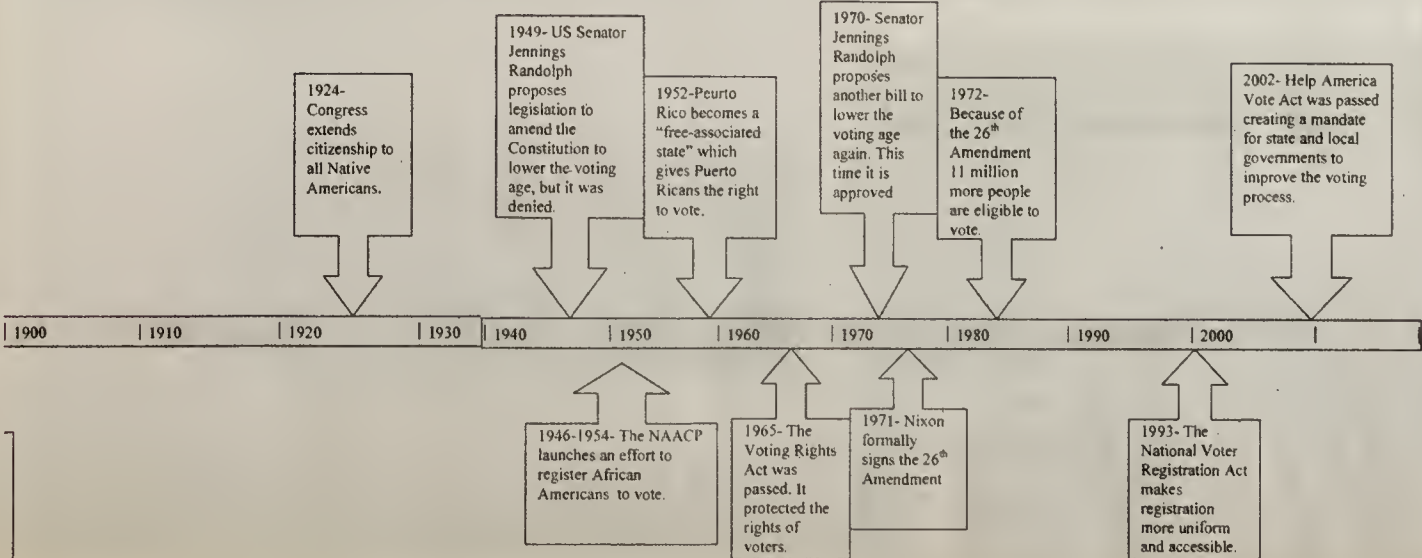 1924-
Congress
extends
citizenship to
all Native
Americans.
1949- US Senator
Jennings
Randolph
proposes
legislation to
amend the
Constitution to
lower the voting
age, but it was
denied.
1952-Peurto
Rico becomes a
“free-associated
state” which
gives Puerto
Ricans the right
to vote.
1970- Senator
Jennings
Randolph
proposes
another bill to
lower the
voting age
again. This
time it is
approved
1972-
Because of
the 26th
Amendment
11 million
more people
are eligible to
vote.
2002- Help America
Vote Act was passed
creating a mandate
for state and local
governments to
improve the voting
process.
1900 1910 1920 1930 1940 1950 1960 1970 1980 1990 2000
1946-1954- The NAACP
launches an effort to
register African
Americans to vote.
1965- The
Voting Rights
Act was
passed. It
protected the
rights of
voters.
1971- Nixon
formally
signs the 26th
Amendment
1993- The
National Voter
Registration Act
makes
registration
more uniform
and accessible.